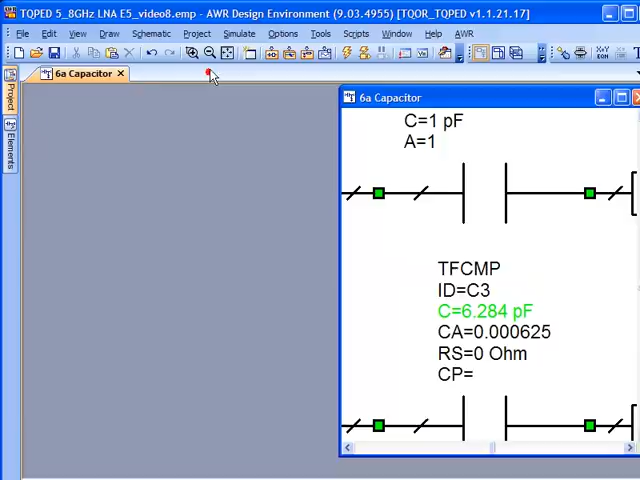 TQPED 5_8GHz LNA E5_video8.emp - AWR Design Environment (9.03.4955) [TQOR_TQPED v1.1.21.17]
File Edit View Draw Schematic Project Simulate Options Tools Scripts Window Help AWR
6a Capacitor
Project
Elements
6a Capacitor
C=1 pF
A=1
TFCMP
ID=C3
C=6.284 pF
CA=0.000625
RS=0 Ohm
CP=